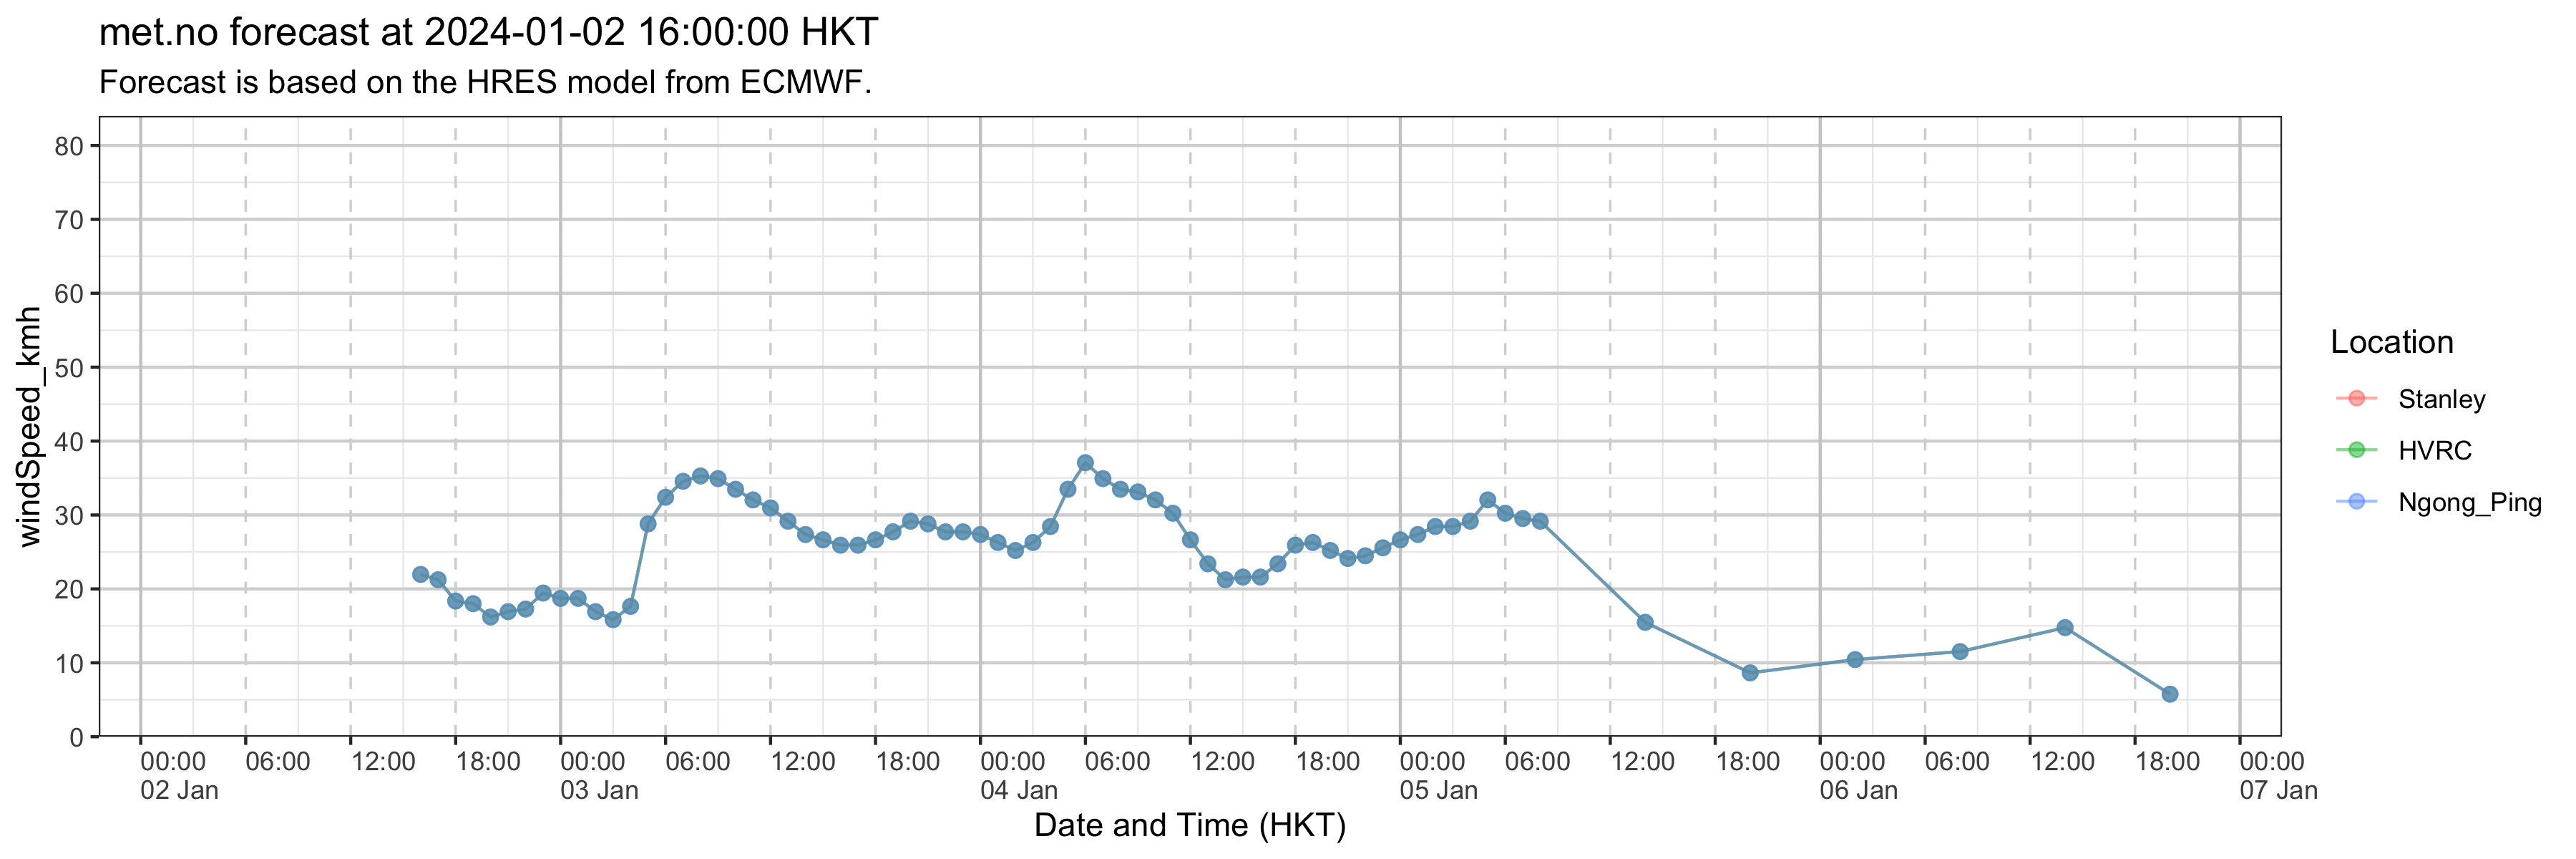 met.no forecast at 2024-01-02 16:00:00 HKT
Forecast is based on the HRES model from ECMWF.
windSpeed_kmh
80
70
60
50
40
30
20
10
0
00:00 06:00 12:00 18:00 00:00 06:00 12:00 18:00 00:00 06:00 12:00 18:00 00:00 06:00 12:00 18:00 00:00 06:00 12:00 18:00 00:00
02 Jan 03 Jan 04 Jan 05 Jan 06 Jan 07 Jan
Date and Time (HKT)
Location
Stanley
HVRC
Ngong_Ping